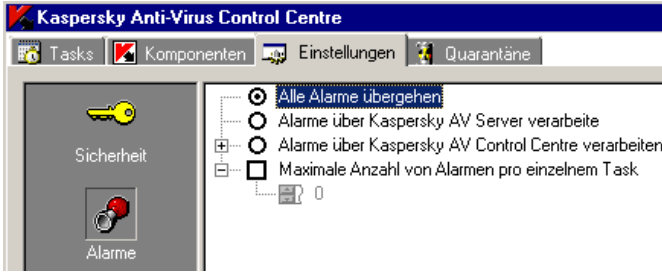 Kaspersky Anti-Virus Control Centre
Tasks Komponenten Einstellungen Quarantäne
Alle Alarme übergehen
Alarme über Kaspersky AV Server verarbeite
Sicherheit
Alarme über Kaspersky AV Control Centre verarbeiten
Maximale Anzahl von Alarmen pro einzelnem Task
0
Alarme